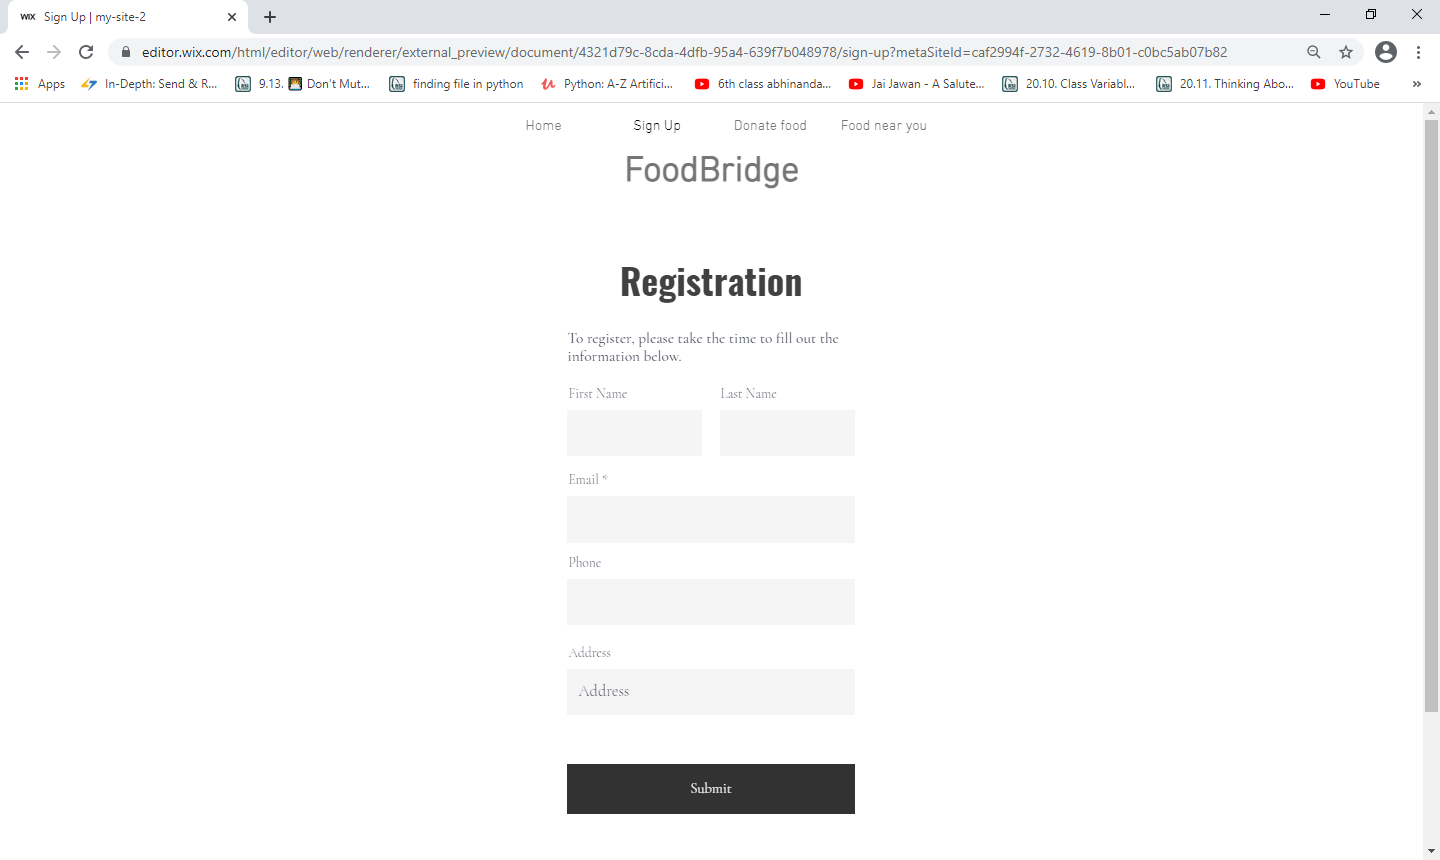 WIX Sign Up | my-site-2
editor.wix.com/html/editor/web/renderer/external_preview/document/4321d79c-8cda-4dfb-95a4-639f7b048978/sign-up?metaSiteId=caf2994f-2732-4619-8b01-c0bc5ab07b82
Apps In-Depth: Send & R... 9.13. Don't Mut... finding file in python Python: A-Z Artifici... 6th class abhinanda... Jai Jawan - A Salute... 20.10. Class Variabl... 20.11. Thinking Abo... YouTube »
Home Sign Up Donate food Food near you
FoodBridge
Registration
To register, please take the time to fill out the
information below.
First Name Last Name
Email *
Phone
Address
Address
Submit